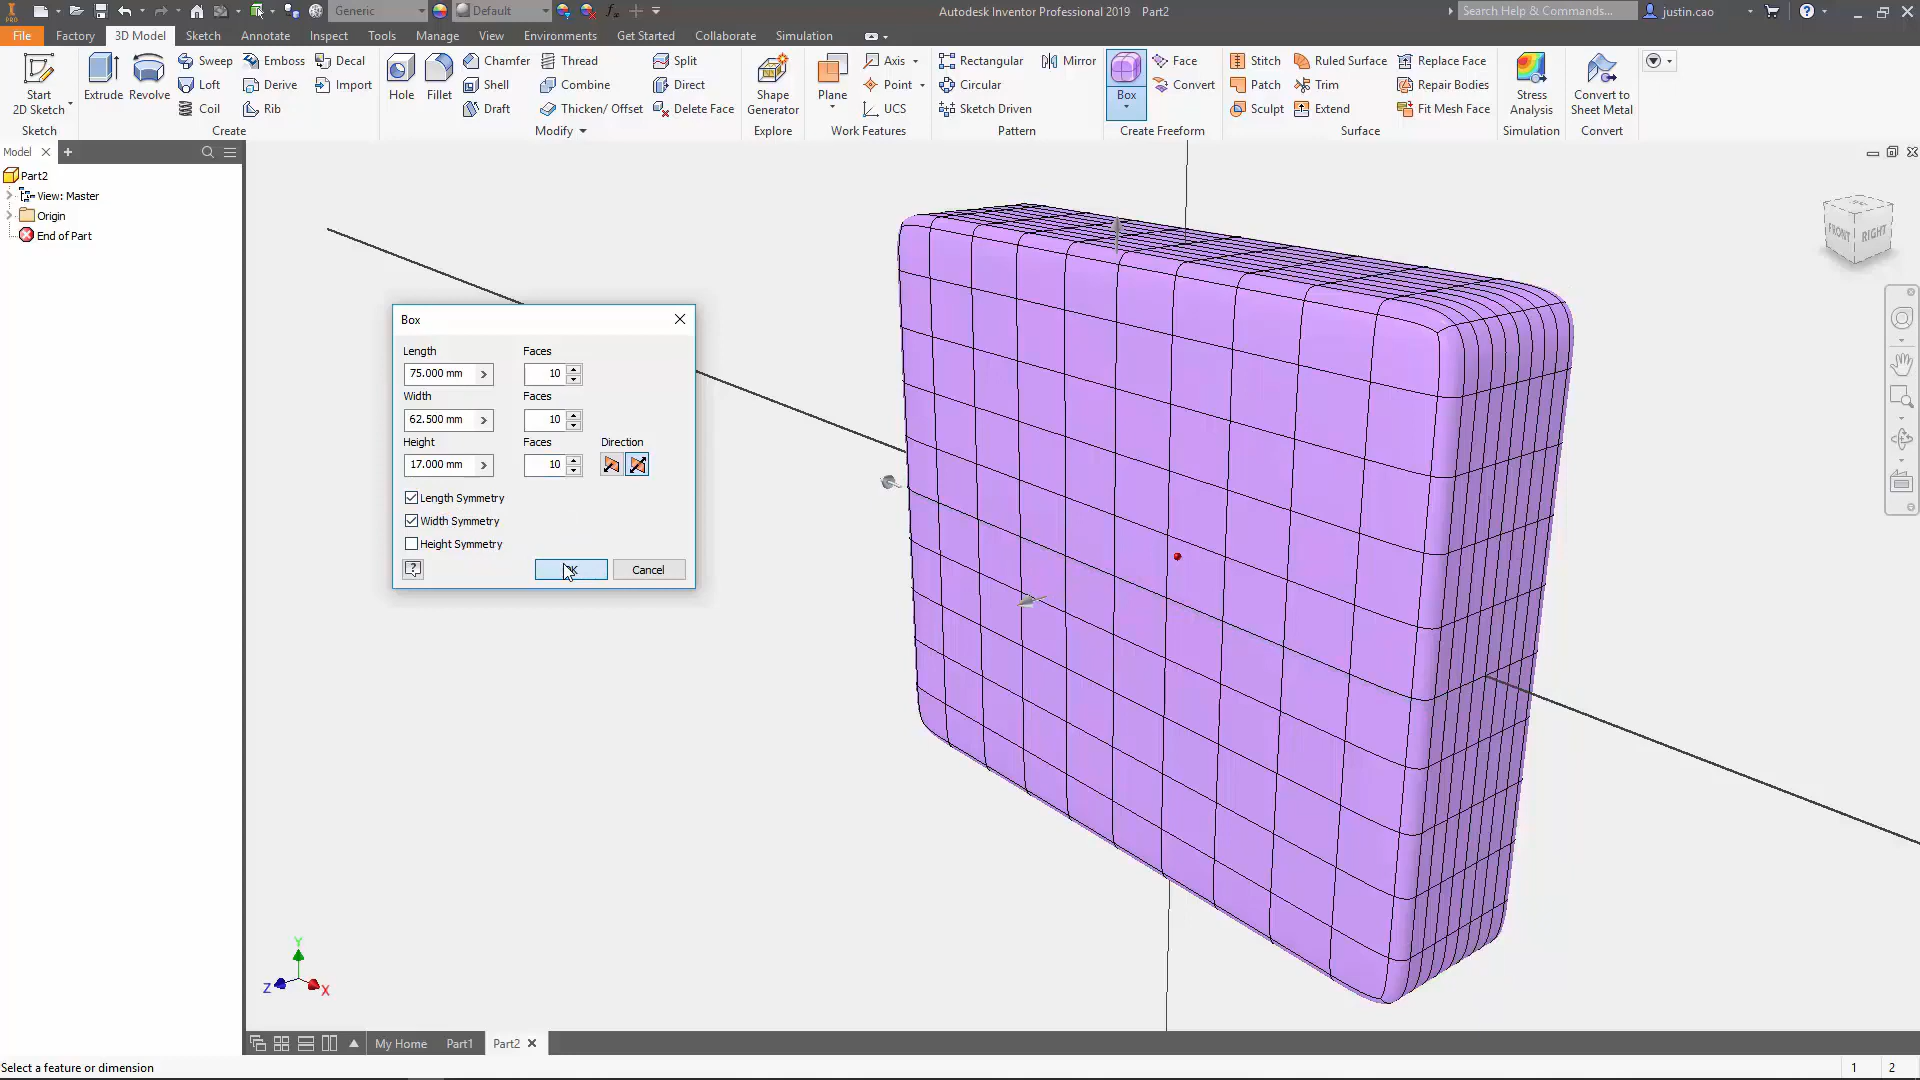 Generic
Default
Autodesk Inventor Professional 2019 Part2
Search Help & Commands...
justin.cao
PRO
File Factory 3D Model Sketch Annotate Inspect Tools Manage View Environments Get Started Collaborate Simulation
Start
2D Sketch
Sketch
Extrude
Revolve
Sweep
Loft
Coil
Emboss
Derive
Rib
Decal
Import
Create
Hole
Fillet
Chamfer
Shell
Draft
Thread
Combine
Thicken/ Offset
Split
Direct
Delete Face
Modify
Shape
Generator
Explore
Plane
Axis
Point
UCS
Work Features
Rectangular
Circular
Sketch Driven
Mirror
Pattern
Box
Face
Convert
Create Freeform
Stitch
Patch
Sculpt
Ruled Surface
Trim
Extend
Replace Face
Repair Bodies
Fit Mesh Face
Surface
Stress
Analysis
Simulation
Convert to
Sheet Metal
Convert
Model
Part2
View: Master
Origin
End of Part
Box
Length Faces
75.000 mm 10
Width Faces
62.500 mm 10
Height Faces Direction
17.000 mm 10
Length Symmetry
Width Symmetry
Height Symmetry
Cancel
FRONT
RIGHT
Y
Z
X
My Home Part1 Part2
Select a feature or dimension
1 2